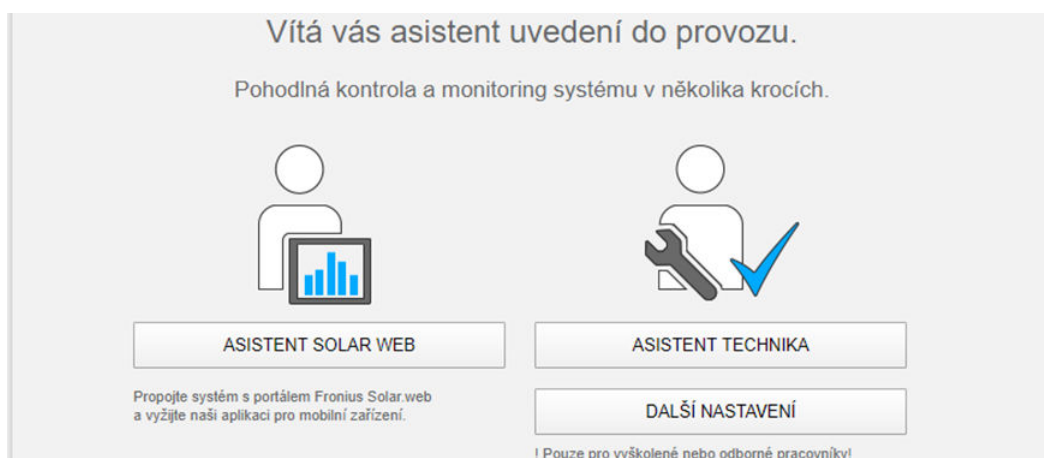 Vítá vás asistent uvedení do provozu.
Pohodlná kontrola a monitoring systému v několika krocích.
ASISTENT SOLAR WEB
ASISTENT TECHNIKA
Propojte systém s portálem Fronius Solar.web
a vyžijte naši aplikaci pro mobilní zařízení.
DALŠÍ NASTAVENÍ
! Pouze pro vyškolené nebo odborné pracovníky!